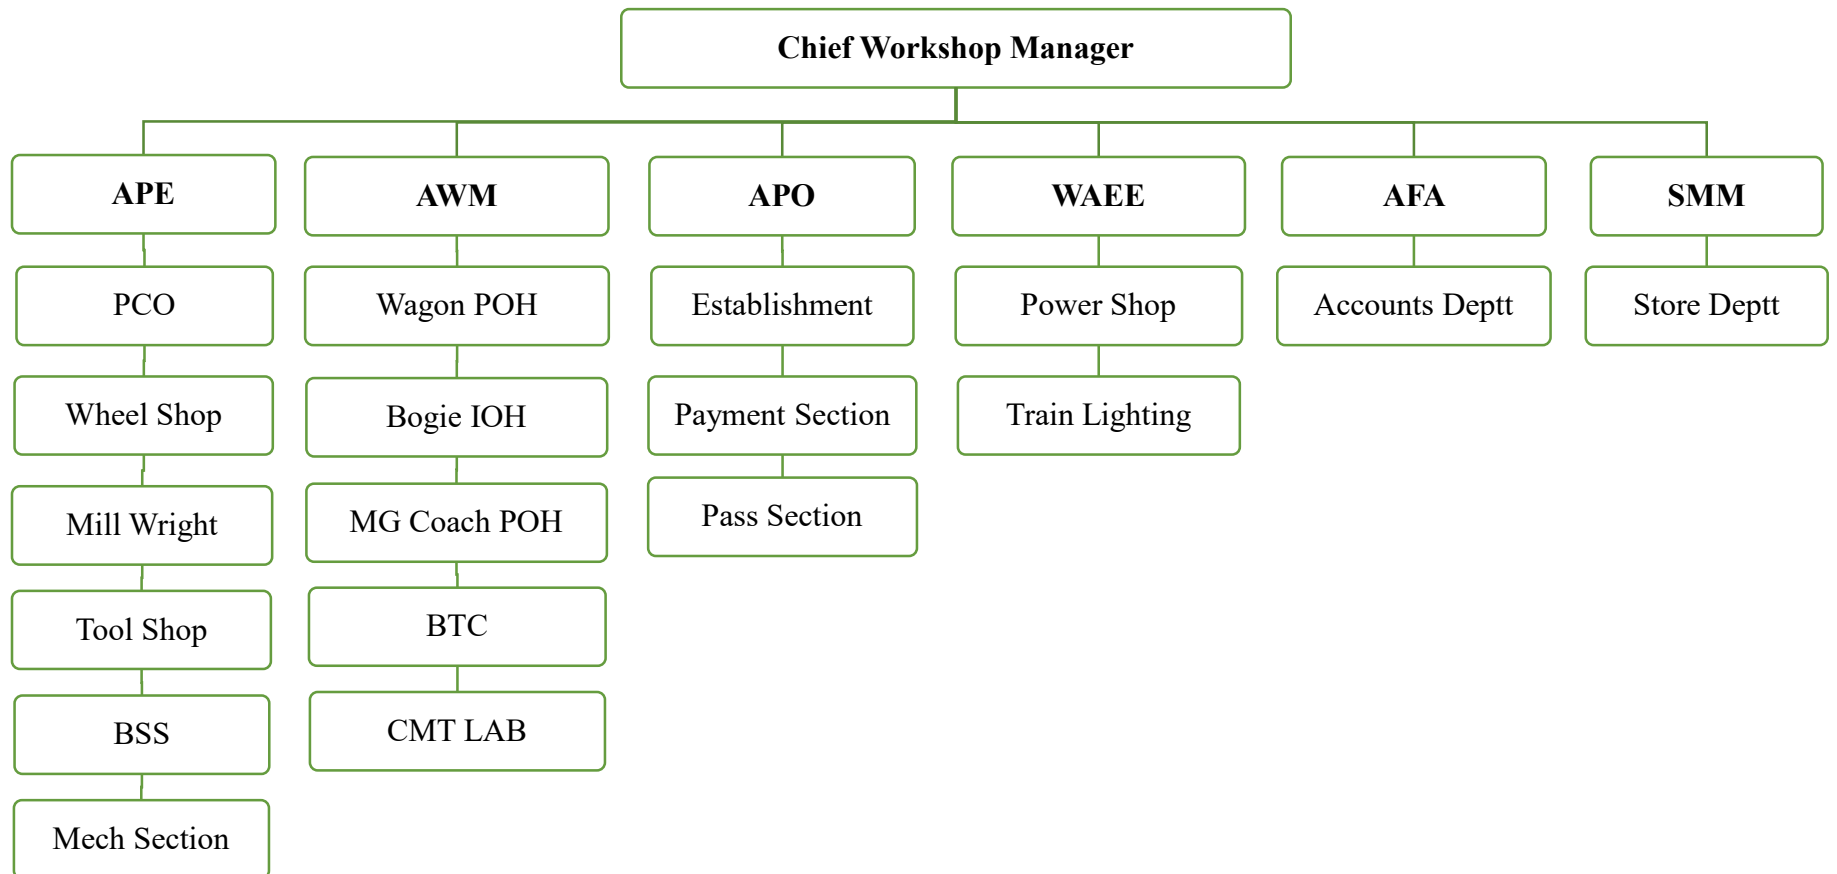 Chief Workshop Manager
APE
AWM
APO
WAEE
AFA
SMM
PCO
Wagon POH
Establishment
Power Shop
Accounts Deptt
Store Deptt
Wheel Shop
Bogie IOH
Payment Section
Train Lighting
Mill Wright
MG Coach POH
Pass Section
Tool Shop
BTC
BSS
CMT LAB
Mech Section